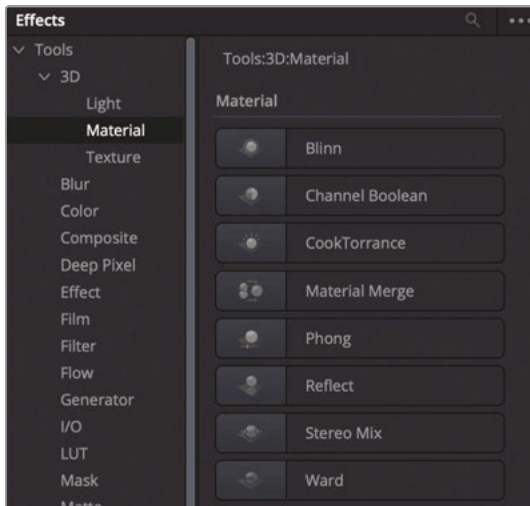 Effects
Tools
3D
Light
Material
Texture
Blur
Color
Composite
Deep Pixel
Effect
Film
Filter
Flow
Generator
I/O
LUT
Mask
Matte
Tools:3D:Material
Material
Blinn
Channel Boolean
CookTorrance
Material Merge
Phong
Reflect
Stereo Mix
Ward